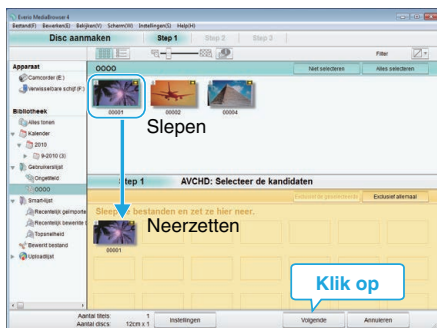 Everio MediaBrowser 4
Bestand(F) Bewerken(E) Bekijken(V) Scherm(W) Instellingen(S) Help(H)
Disc aanmaken
Step 1
Step 2
Step 3
Filter
Apparaat
Camcorder (E:)
Verwisselbare schijf (F:)
Bibliotheek
Alles tonen
Kalender
2010
9-2010 (3)
Gebruikerslijst
Ongetteld
0000
Smartlijst
Recentelijk geïmporte
Recentelijk bewerkte t
Topsnelheid
Bewerkt bestand
Uploadlijst
0000
Niet selecteren
Alles selecteren
00001
00002
00004
Slepen
Step 1
AVCHD: Selecteer de kandidaten
Exclusief allemaal
Sleep de bestanden en zet ze hier neer.
Neerzetten
00001
Klik op
Aantal titels: 1
Aantal discs: 12cm x 1
Instellingen
Volgende
Annuleren